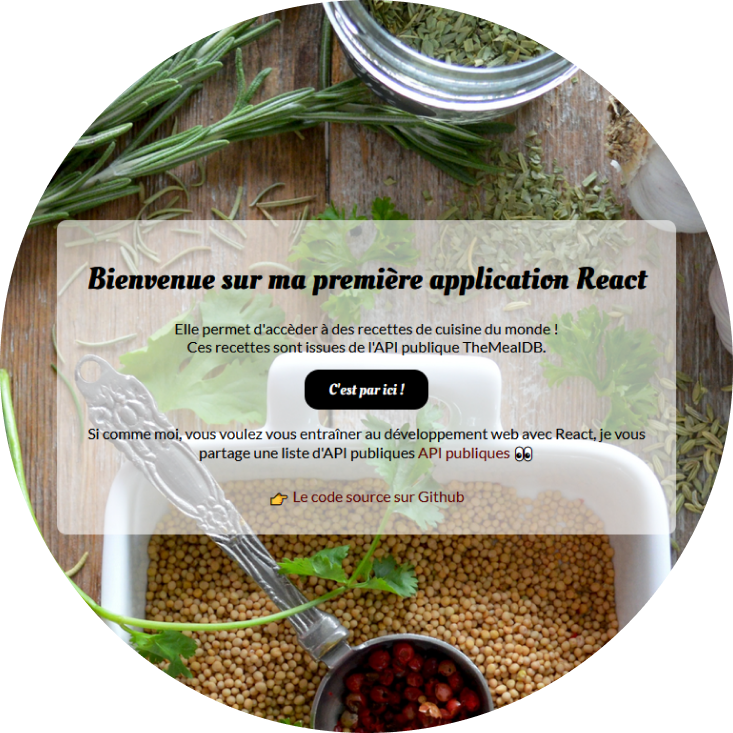 Bienvenue sur ma première application React
Elle permet d'accèder à des recettes de cuisine du monde !
Ces recettes sont issues de l'API publique TheMealDB.
C'est par ici !
Si comme moi, vous voulez vous entraîner au développement web avec React, je vous
partage une liste d'API publiques API publiques 👀
👉 Le code source sur Github